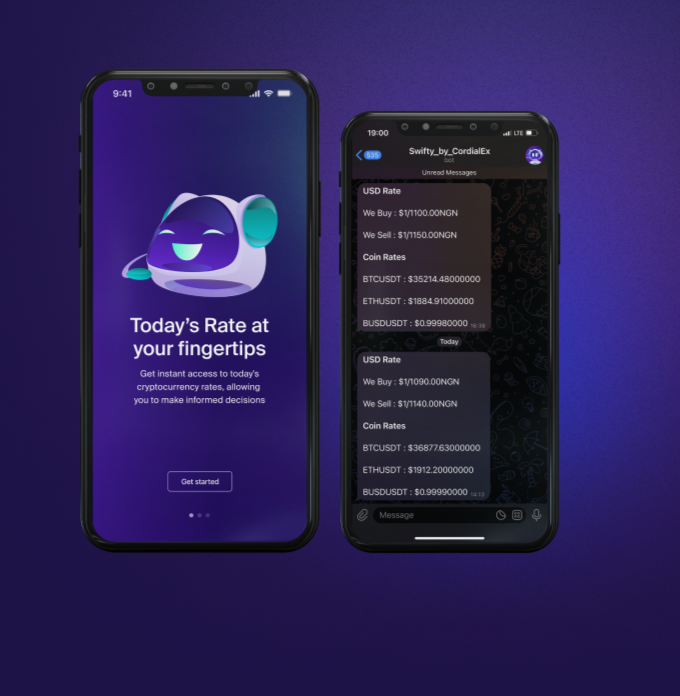 9:41
Today's Rate at
your fingertips
Get instant access to today's
cryptocurrency rates, allowing
you to make informed decisions
Get started
19:00
LTE
535
Swifty_by_CordialEx
bot
Unread Messages
USD Rate
We Buy : $1/1100.00NGN
We Sell : $1/1150.00NGN
Coin Rates
BTCUSDT : $35214.48000000
ETHUSDT : $1884.91000000
BUSDUSDT : $0.99980000 16:38
Today
USD Rate
We Buy : $1/1090.00NGN
We Sell : $1/1140.00NGN
Coin Rates
BTCUSDT : $36877.63000000
ETHUSDT : $1912.20000000
BUSDUSDT : $0.99990000 14:13
Message